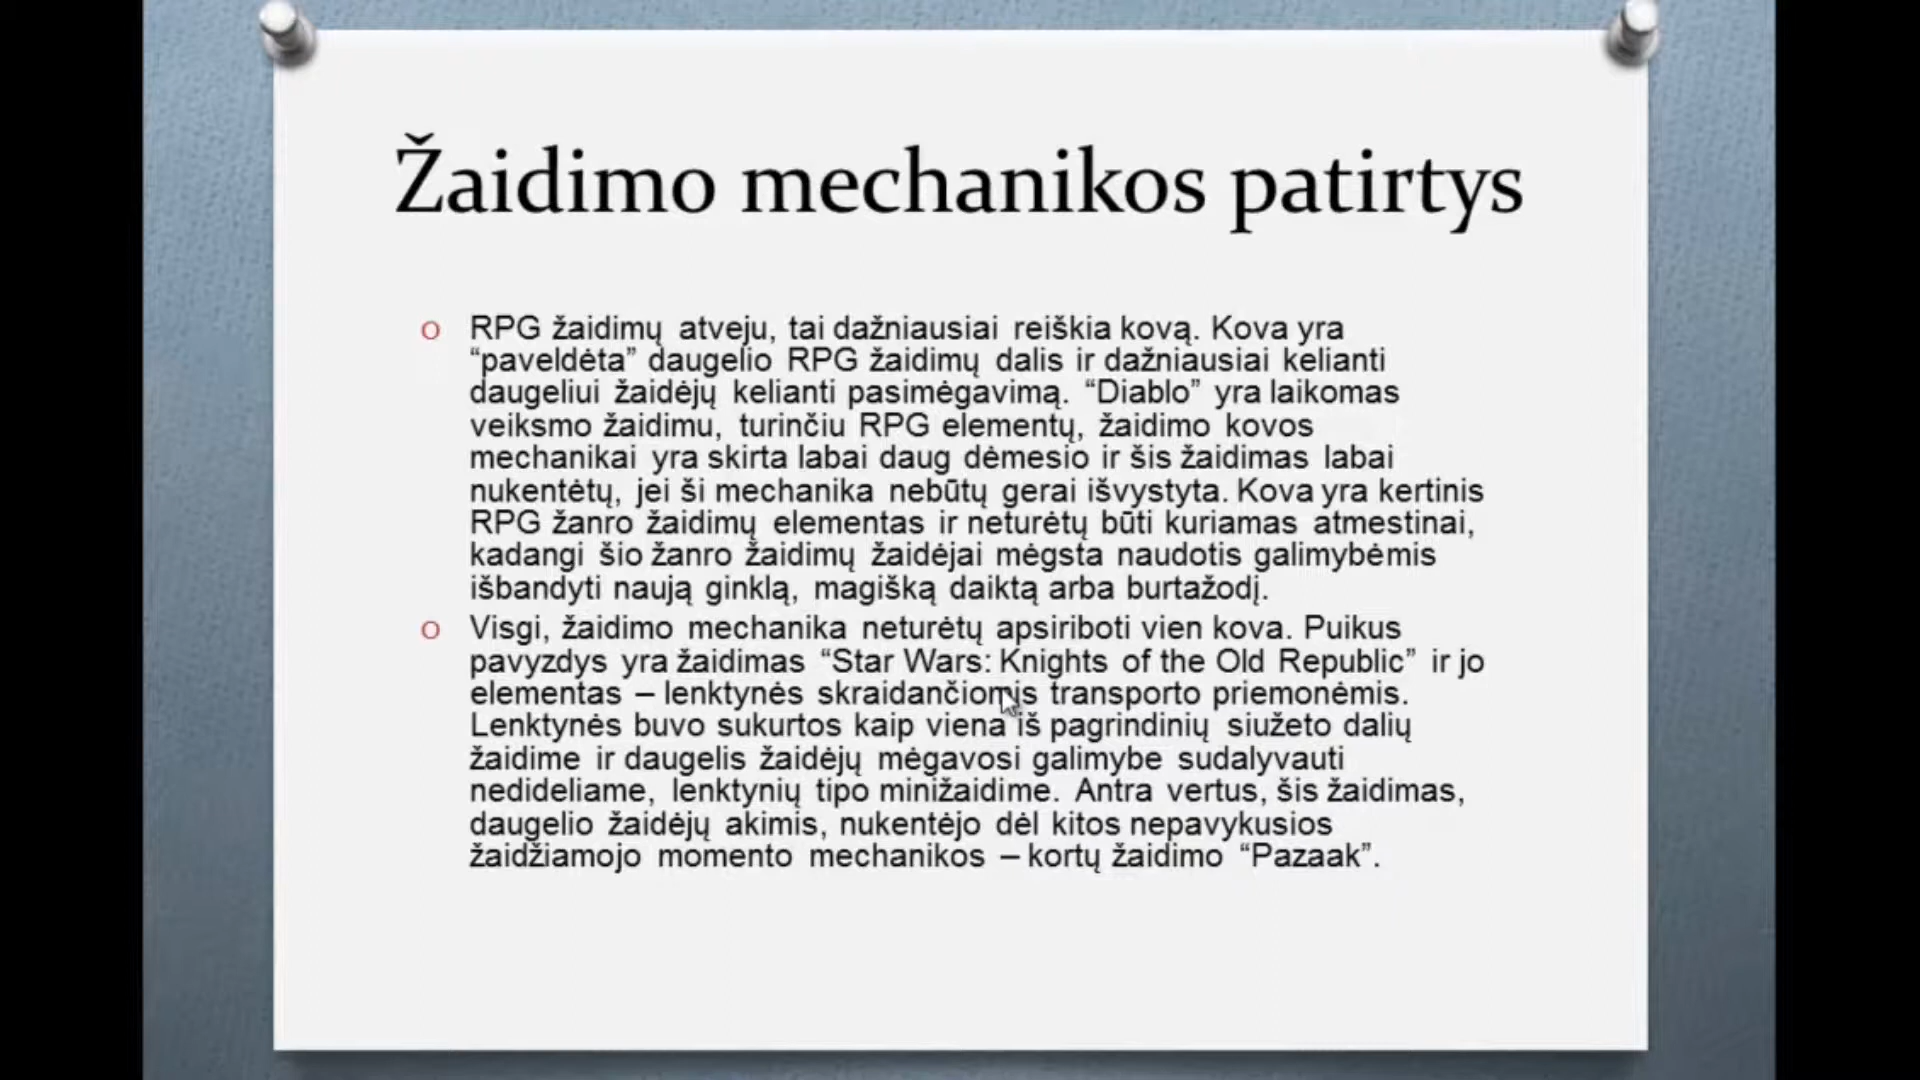 Žaidimo mechanikos patirtys
o RPG žaidimų atveju, tai dažniausiai reiškia kovą. Kova yra
“paveldėta” daugelio RPG žaidimų dalis ir dažniausiai kelianti
daugeliui žaidėjų kelianti pasimėgavimą. “Diablo” yra laikomas
veiksmo žaidimu, turinčiu RPG elementų, žaidimo kovos
mechanikai yra skirta labai daug dėmesio ir šis žaidimas labai
nukentėtų, jei ši mechanika nebūtų gerai išvystyta. Kova yra kertinis
RPG žanro žaidimų elementas ir neturėtų būti kuriamas atmestinai,
kadangi šio žanro žaidimų žaidėjai mėgsta naudotis galimybėmis
išbandyti naują ginklą, magišką daiktą arba burtažodį.
o Visgi, žaidimo mechanika neturėtų apsiriboti vien kova. Puikus
pavyzdys yra žaidimas “Star Wars: Knights of the Old Republic” ir jo
elementas – lenktynės skraidančiomis transporto priemonėmis.
Lenktynės buvo sukurtos kaip viena iš pagrindinių siužeto dalių
žaidime ir daugelis žaidėjų mėgavosi galimybe sudalyvauti
nedideliame, lenktynių tipo minižaidime. Antra vertus, šis žaidimas,
daugelio žaidėjų akimis, nukentėjo dėl kitos nepavykusios
žaidžiamojo momento mechanikos – kortų žaidimo “Pazaak”.